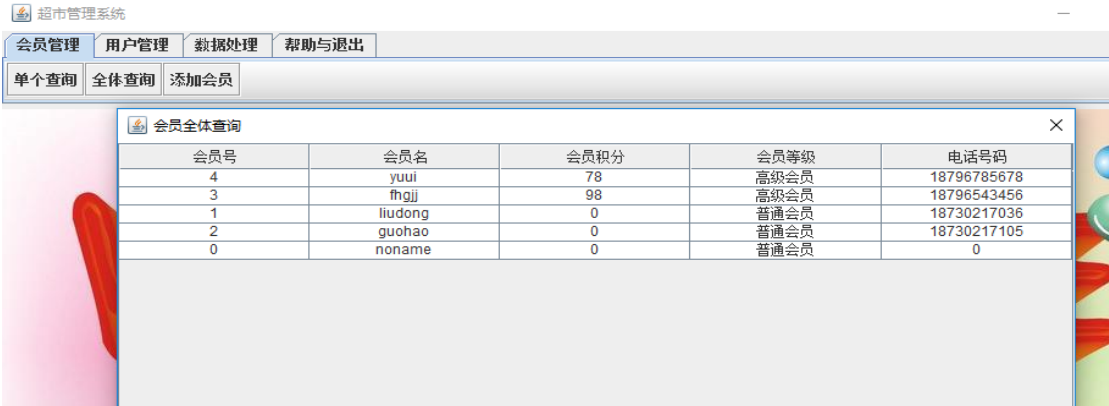 超市管理系统
会员管理 用户管理 数据处理 帮助与退出
单个查询 全体查询 添加会员
会员全体查询
会员号 会员名 会员积分 会员等级 电话号码
4 yuui 78 高级会员 18796785678
3 fhgjj 98 高级会员 18796543456
1 liudong 0 普通会员 18730217036
2 guohao 0 普通会员 18730217105
0 noname 0 普通会员 0